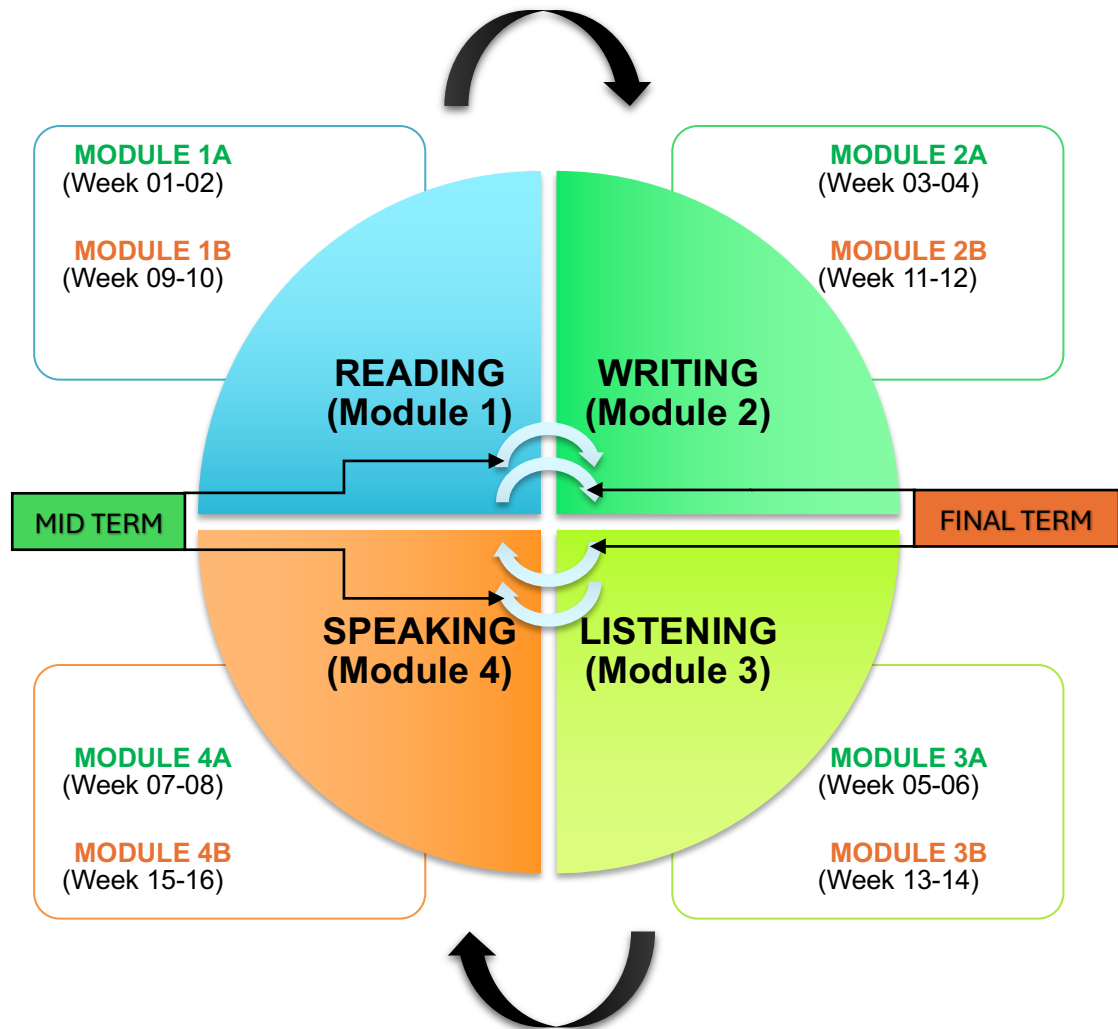 MODULE 1A
(Week 01-02)
MODULE 1B
(Week 09-10)
MODULE 2A
(Week 03-04)
MODULE 2B
(Week 11-12)
READING
(Module 1)
WRITING
(Module 2)
MID TERM
FINAL TERM
SPEAKING
(Module 4)
LISTENING
(Module 3)
MODULE 4A
(Week 07-08)
MODULE 4B
(Week 15-16)
MODULE 3A
(Week 05-06)
MODULE 3B
(Week 13-14)